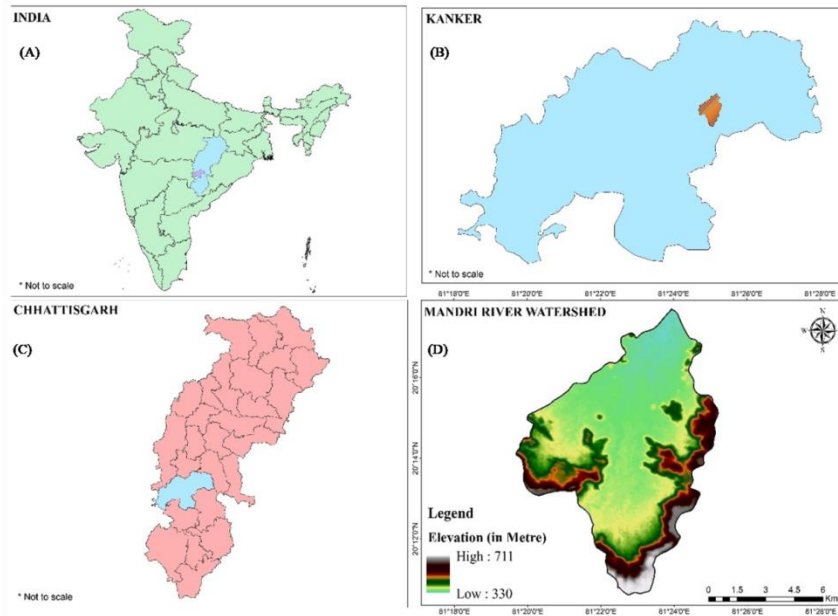 INDIA
(A)
* Not to scale
KANKER
(B)
* Not to scale
CHHATTISGARH
(C)
* Not to scale
81°18'0"E 81°20'0"E 81°22'0"E 81°24'0"E 81°26'0"E 81°28'0"E
MANDRI RIVER WATERSHED
(D)
N
W E
S
20°16'0"N
20°14'0"N
20°12'0"N
Legend
Elevation (in Metre)
High : 711
Low : 330
0 1.5 3 4.5 6
Km
81°18'0"E 81°20'0"E 81°22'0"E 81°24'0"E 81°26'0"E 81°28'0"E